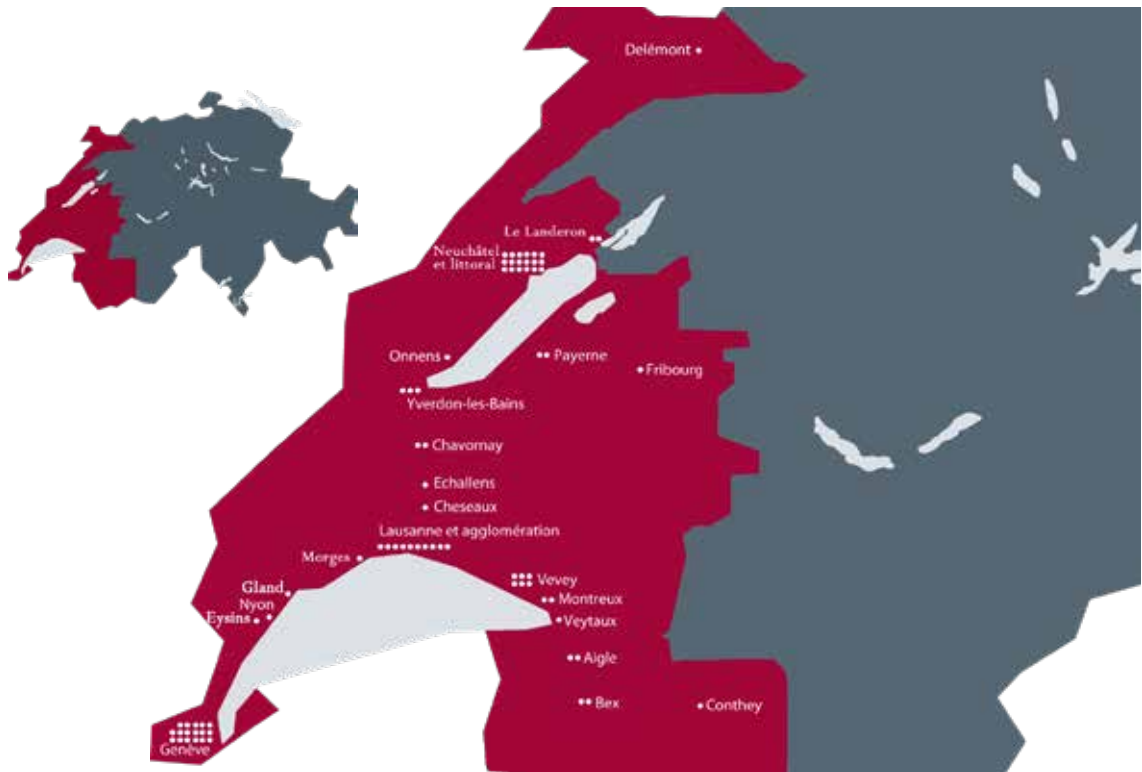 Delémont
Le Landeron
Neuchâtel
et littoral
Onnens
Payerne
Fribourg
Yverdon-les-Bains
Chavornay
Echallens
Cheseaux
Lausanne et agglomération
Morges
Vevey
Gland
Montreux
Nyon
Eysins
Veytaux
Aigle
Bex
Conthey
Genève